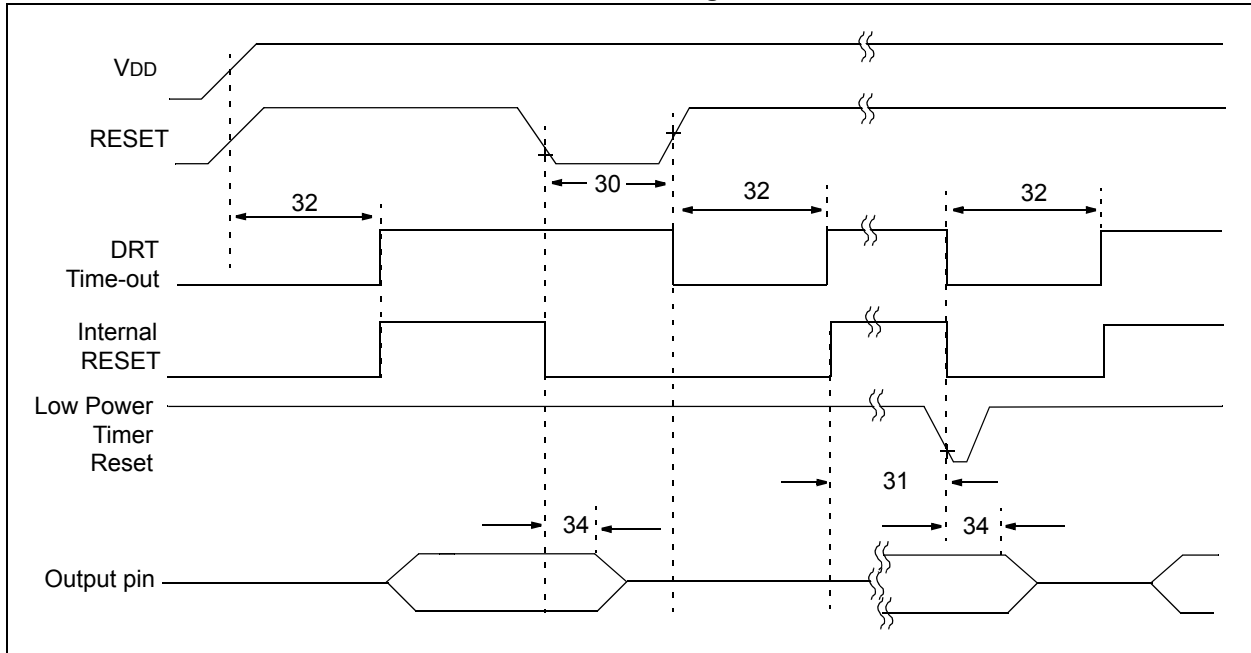 VDD
RESET
30
32
32
32
DRT
Time-out
Internal
RESET
Low Power
Timer
Reset
31
34
34
Output pin